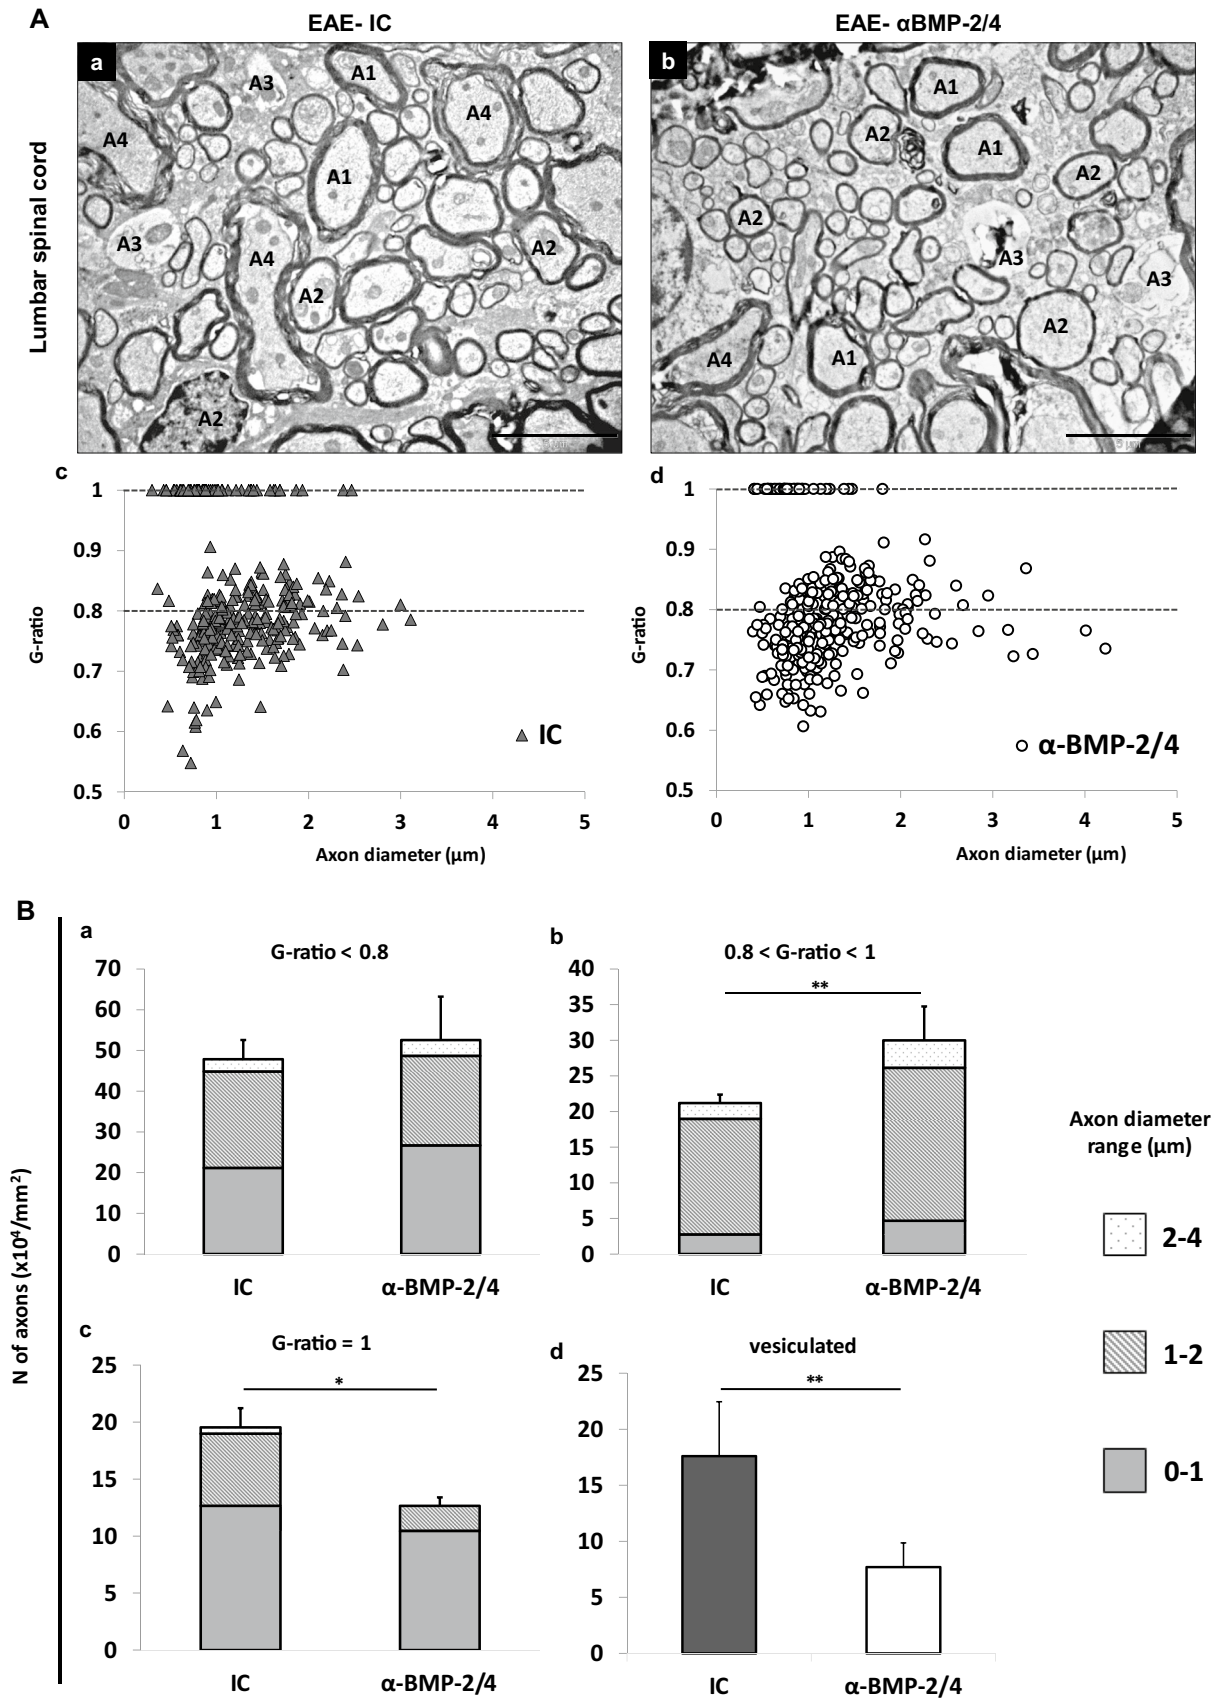 A
EAE- IC
EAE- αBMP-2/4
Lumbar spinal cord
a
A3
A1
A4
A4
A1
A3
A4
A2
A2
A2
b
A1
A2
A1
A2
A2
A3
A3
A2
A4
A1
5 µm
c
1
0.9
0.8
0.7
0.6
0.5
G-ratio
0 1 2 3 4 5
Axon diameter (µm)
IC
d
1
0.9
0.8
0.7
0.6
0.5
G-ratio
0 1 2 3 4 5
Axon diameter (µm)
α-BMP-2/4
B
N of axons (x10⁴/mm²)
a
G-ratio < 0.8
70
60
50
40
30
20
10
0
IC α-BMP-2/4
b
0.8 < G-ratio < 1
**
40
35
30
25
20
15
10
5
0
IC α-BMP-2/4
c
G-ratio = 1
*
25
20
15
10
5
0
IC α-BMP-2/4
d
vesiculated
**
25
20
15
10
5
0
IC α-BMP-2/4
Axon diameter
range (µm)
2-4
1-2
0-1